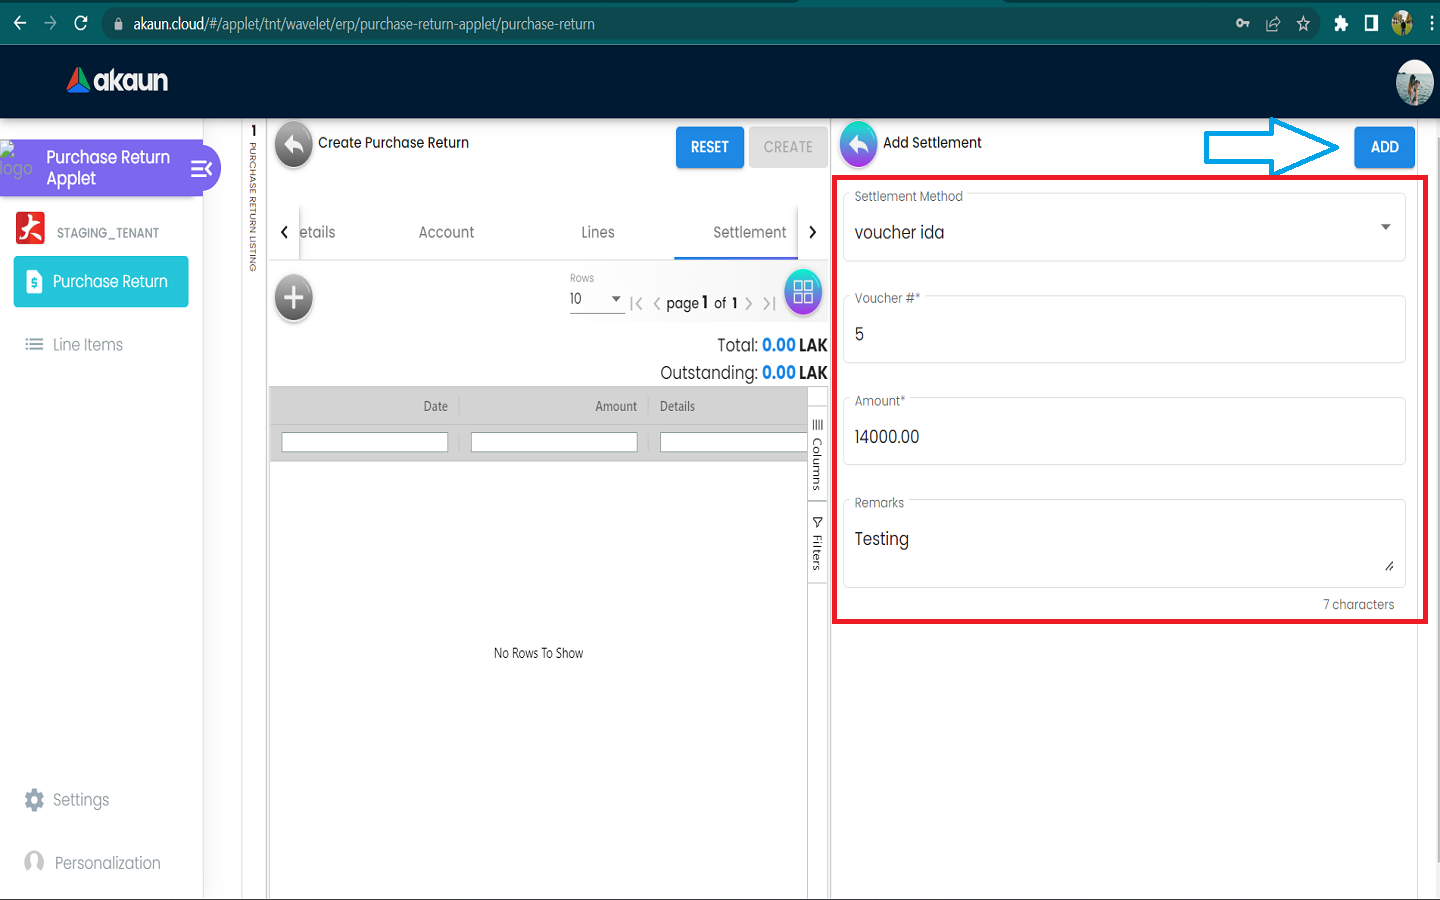 akaun.cloud/#/applet/tnt/wavelet/erp/purchase-return-applet/purchase-return
akaun
Purchase Return
Applet
logo
STAGING_TENANT
Purchase Return
Line Items
Settings
Personalization
1 PURCHASE RETURN LISTING
Create Purchase Return
RESET
CREATE
etails
Account
Lines
Settlement
Rows
10
page 1 of 1
Total: 0.00 LAK
Outstanding: 0.00 LAK
Date
Amount
Details
Columns
Filters
No Rows To Show
Add Settlement
ADD
Settlement Method
voucher ida
Voucher #*
5
Amount*
14000.00
Remarks
Testing
7 characters